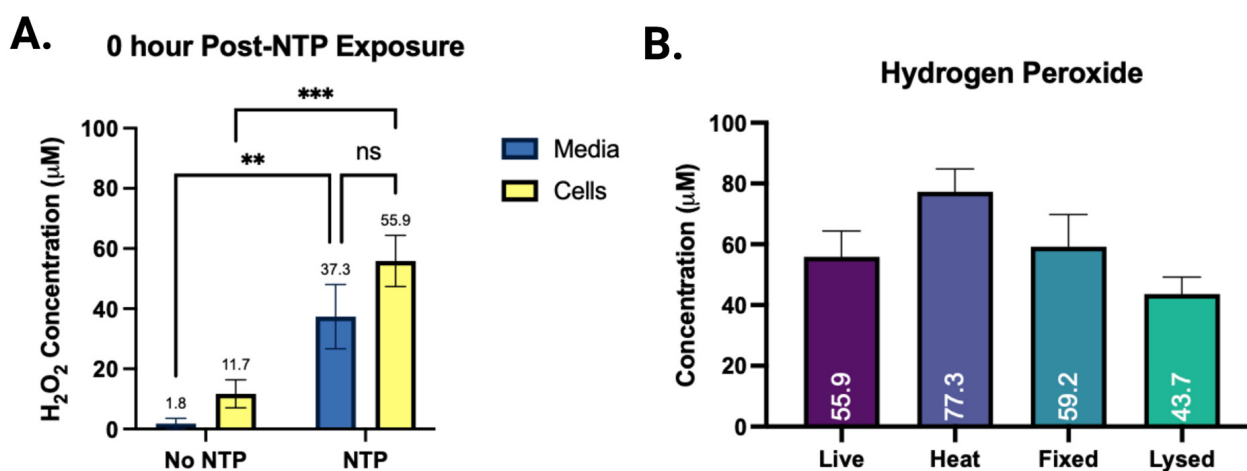 A.
0 hour Post-NTP Exposure
H₂O₂ Concentration (μM)
100
80
60
40
20
0
***
**
ns
1.8
11.7
37.3
55.9
No NTP
NTP
Media
Cells
B.
Hydrogen Peroxide
Concentration (μM)
100
80
60
40
20
0
55.9
77.3
59.2
43.7
Live
Heat
Fixed
Lysed